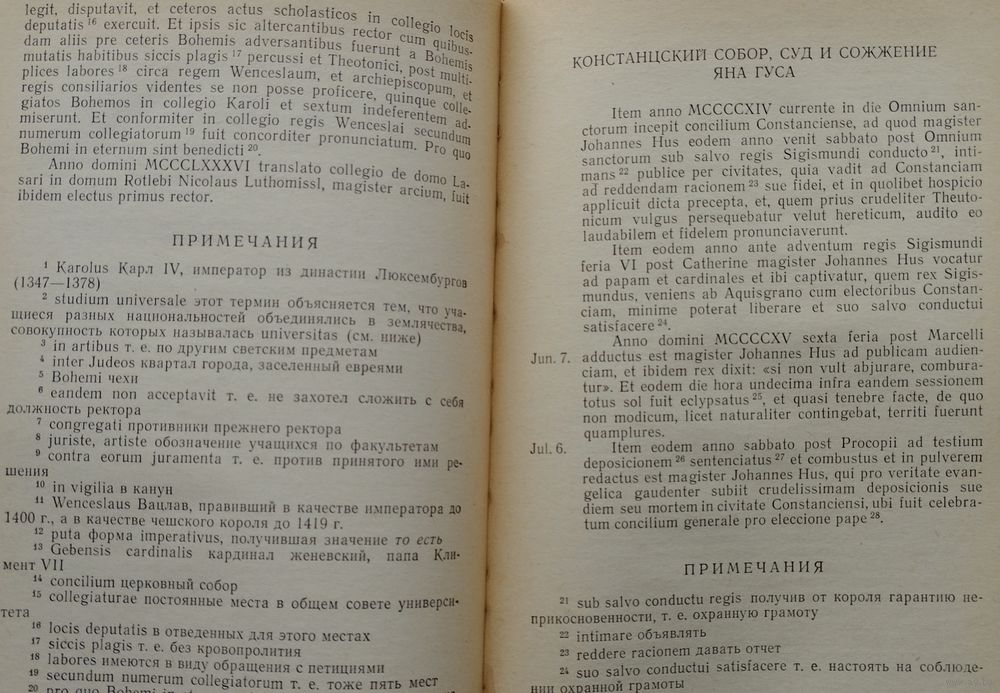 legit, disputavit, et ceteros actus scholasticos in collegio locis
deputatis 16 exercuit. Et ipsis sic altercantibus rector cum quibus-
dam aliis pre ceteris Bohemis adversantibus fuerunt a Bohemis
mutatis habitibus siccis plagis 17 percussi et Theotonici, post multi-
plices labores 18 circa regem Wenceslaum, et archiepiscopum, et
regis consiliarios videntes se non posse proficere, quinque colle-
giatos Bohemos in collegio Karoli et sextum indeferentem ad-
miserunt. Et conformiter in collegio regis Wenceslai secundum
numerum collegiatorum 19 fuit concorditer pronunciatum. Pro quo
Bohemi in eternum sint benedicti 20.
Anno domini MCCCLXXXVI translato collegio de domo La-
sari in domum Rotlebi Nicolaus Luthomissl, magister arcium, fuit
ibidem electus primus rector.
ПРИМЕЧАНИЯ
1 Karolus Карл IV, император из династии Люксембургов
(1347—1378)
2 studium universale этот термин объясняется тем, что уча-
щиеся разных национальностей объединялись в землячества,
совокупность которых называлась universitas (см. ниже)
3 in artibus т. е. по другим светским предметам
4 inter Judeos квартал города, заселенный евреями
5 Bohemi чехи
6 eandem non acceptavit т. е. не захотел сложить с себя
должность ректора
7 congregati противники прежнего ректора
8 juriste, artiste обозначение учащихся по факультетам
9 contra eorum juramenta т. е. против принятого ими ре-
шения
10 in vigilia в канун
11 Wenceslaus Вацлав, правивший в качестве императора до
1400 г., а в качестве чешского короля до 1419 г.
12 puta форма imperativus, получившая значение то есть
13 Gebensis cardinalis кардинал женевский, папа Кли-
мент VII
14 concilium церковный собор
15 collegiaturae постоянные места в общем совете универси-
тета
16 locis deputatis в отведенных для этого местах
17 siccis plagis т. е. без кровопролития
18 labores имеются в виду обращения с петициями
19 secundum numerum collegiatorum т. е. тоже пять мест
20 pro quo Bohemi in
КОНСТАНЦСКИЙ СОБОР, СУД И СОЖЖЕНИЕ
ЯНА ГУСА
Item anno MCCCCXIV currente in die Omnium san-
ctorum incepit concilium Constanciense, ad quod magister
Johannes Hus eodem anno venit sabbato post Omnium
sanctorum sub salvo regis Sigismundi conducto 21, inti-
mans 22 publice per civitates, quia vadit ad Constanciam
ad reddendam racionem 23 sue fidei, et in quolibet hospicio
applicuit dicta precepta, et, quem prius crudeliter Theuto-
nicum vulgus persequebatur velut hereticum, audito eo
laudabilem et fidelem pronunciaverunt.
Item eodem anno ante adventum regis Sigismundi
feria VI post Catherine magister Johannes Hus vocatur
ad papam et cardinales et ibi captivatur, quem rex Sigis-
mundus, veniens ab Aquisgrano cum electoribus Constan-
ciam, minime poterat liberare et suo salvo conductui
satisfacere 24.
Anno domini MCCCCXV sexta feria post Marcelli
Jun. 7. adductus est magister Johannes Hus ad publicam audien-
ciam, et ibidem rex dixit: «si non vult abjurare, combura-
tur». Et eodem die hora undecima infra eandem sessionem
totus sol fuit eclypsatus 25, et quasi tenebre facte, de quo
non modicum, licet naturaliter contingebat, territi fuerunt
quamplures.
Jul. 6. Item eodem anno sabbato post Procopii ad testium
deposicionem 26 sentenciatus 27 et combustus et in pulverem
redactus est magister Johannes Hus, qui pro veritate evan-
gelica gaudenter subiit crudelissimam deposicionis sue
diem seu mortem in civitate Constanciensi, ubi fuit celebra-
tum concilium generale pro eleccione pape 28.
ПРИМЕЧАНИЯ
21 sub salvo conductu regis получив от короля гарантию не-
прикосновенности, т. е. охранную грамоту
22 intimare объявлять
23 reddere racionem давать отчет
24 suo salvo conductui satisfacere т. е. настоять на соблюде-
нии охранной грамоты